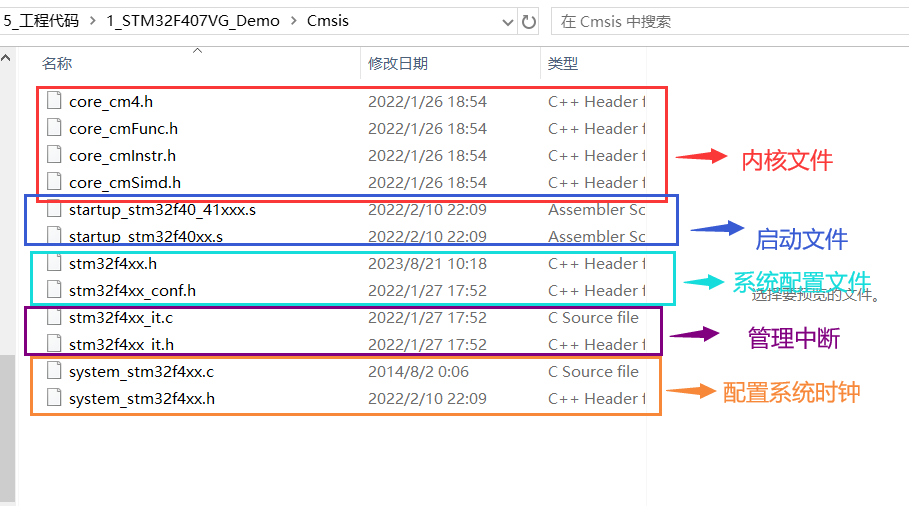 5_工程代码 > 1_STM32F407VG_Demo > Cmsis
在 Cmsis 中搜索
名称 修改日期 类型
core_cm4.h 2022/1/26 18:54 C++ Header f
core_cmFunc.h 2022/1/26 18:54 C++ Header f
core_cmInstr.h 2022/1/26 18:54 C++ Header f
内核文件
core_cmSimd.h 2022/1/26 18:54 C++ Header f
startup_stm32f40_41xxx.s 2022/2/10 22:09 Assembler Sc
startup_stm32f40xx.s 2022/2/10 22:09 Assembler Sc
启动文件
stm32f4xx.h 2023/8/21 10:18 C++ Header f
系统配置文件
stm32f4xx_conf.h 2022/1/27 17:52 C++ Header f
选择要预览的文件。
stm32f4xx_it.c 2022/1/27 17:52 C Source file
stm32f4xx_it.h 2022/1/27 17:52 C++ Header f
管理中断
system_stm32f4xx.c 2014/8/2 0:06 C Source file
system_stm32f4xx.h 2022/2/10 22:09 C++ Header f
配置系统时钟